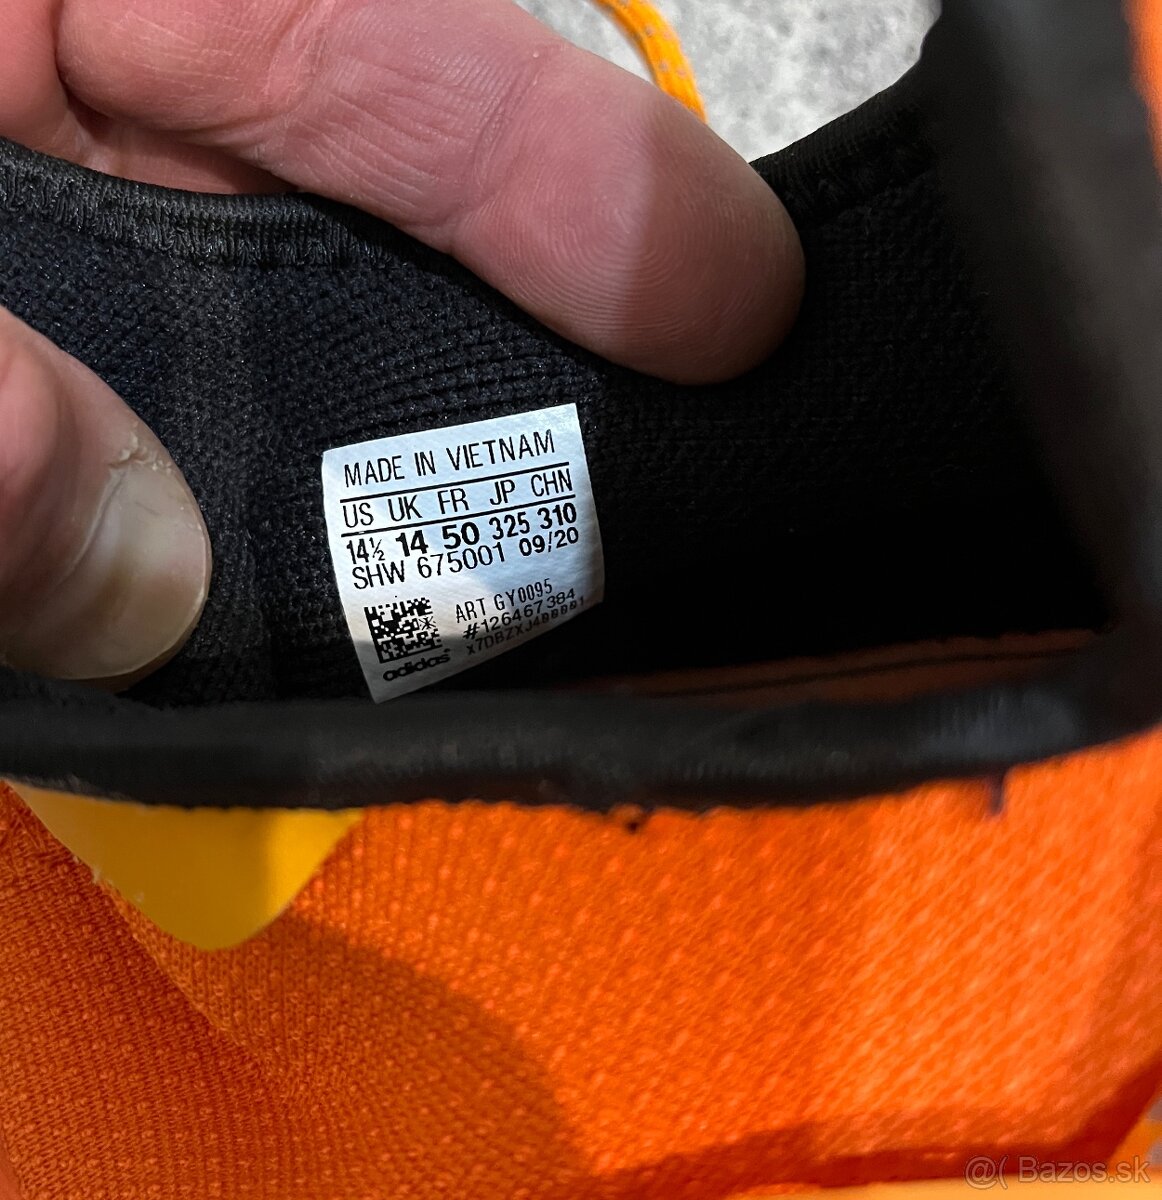 MADE IN VIETNAM
US UK FR JP CHN
14½ 14 50 325 310
SHW 675001 09/20
ART GY0095
#126467384
X7DBZXJ400001
adidas®
@( Bazos.sk